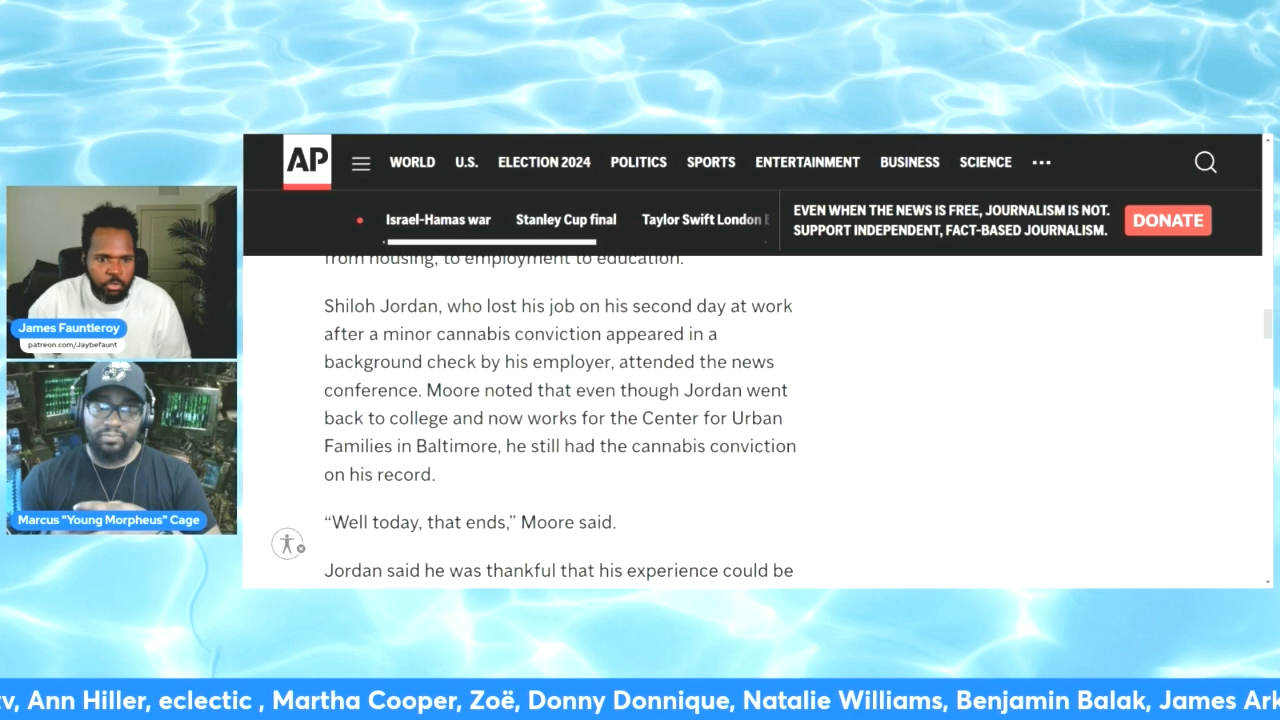 AP
WORLD U.S. ELECTION 2024 POLITICS SPORTS ENTERTAINMENT BUSINESS SCIENCE
Israel-Hamas war Stanley Cup final Taylor Swift London
EVEN WHEN THE NEWS IS FREE, JOURNALISM IS NOT.
SUPPORT INDEPENDENT, FACT-BASED JOURNALISM.
DONATE
from housing, to employment to education.
Shiloh Jordan, who lost his job on his second day at work
after a minor cannabis conviction appeared in a
background check by his employer, attended the news
conference. Moore noted that even though Jordan went
back to college and now works for the Center for Urban
Families in Baltimore, he still had the cannabis conviction
on his record.
“Well today, that ends,” Moore said.
Jordan said he was thankful that his experience could be
James Fauntleroy
patreon.com/Jaybefaunt
Marcus "Young Morpheus" Cage
v, Ann Hiller, eclectic , Martha Cooper, Zoë, Donny Donnique, Natalie Williams, Benjamin Balak, James Ark